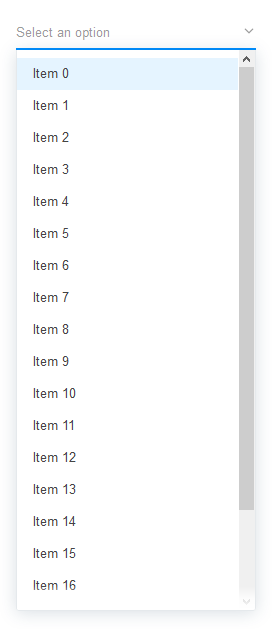 Select an option
Item 0
Item 1
Item 2
Item 3
Item 4
Item 5
Item 6
Item 7
Item 8
Item 9
Item 10
Item 11
Item 12
Item 13
Item 14
Item 15
Item 16